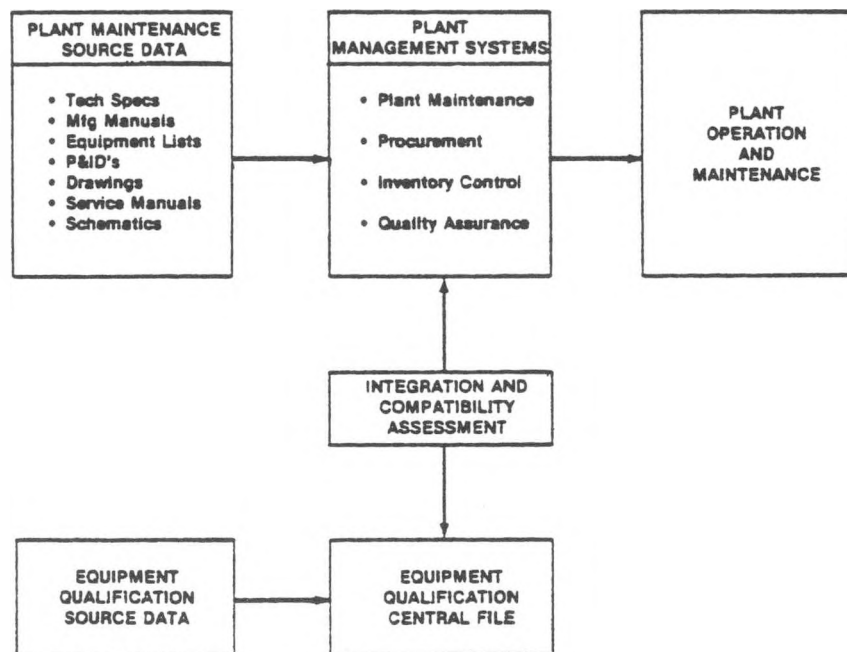 PLANT MAINTENANCE
SOURCE DATA
• Tech Specs
• Mfg Manuals
• Equipment Lists
• P&ID's
• Drawings
• Service Manuals
• Schematics
PLANT
MANAGEMENT SYSTEMS
• Plant Maintenance
• Procurement
• Inventory Control
• Quality Assurance
PLANT
OPERATION
AND
MAINTENANCE
INTEGRATION AND
COMPATIBILITY
ASSESSMENT
EQUIPMENT
QUALIFICATION
SOURCE DATA
EQUIPMENT
QUALIFICATION
CENTRAL FILE